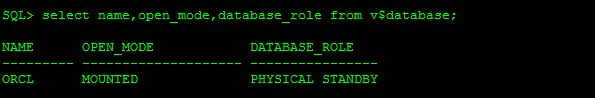 SQL> select name,open_mode,database_role from v$database;
NAME      OPEN_MODE            DATABASE_ROLE
--------- -------------------- ----------------
ORCL      MOUNTED              PHYSICAL STANDBY